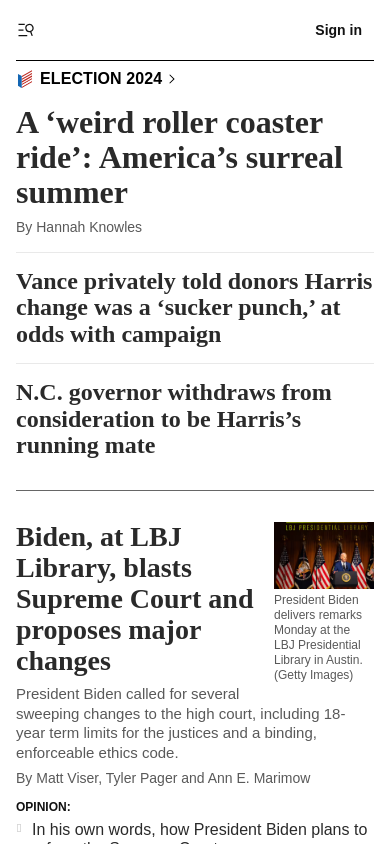 Sign in
ELECTION 2024
A ‘weird roller coaster
ride’: America’s surreal
summer
By Hannah Knowles
Vance privately told donors Harris
change was a ‘sucker punch,’ at
odds with campaign
N.C. governor withdraws from
consideration to be Harris’s
running mate
Biden, at LBJ
Library, blasts
Supreme Court and
proposes major
changes
LBJ PRESIDENTIAL LIBRARY
President Biden
delivers remarks
Monday at the
LBJ Presidential
Library in Austin.
(Getty Images)
President Biden called for several
sweeping changes to the high court, including 18-
year term limits for the justices and a binding,
enforceable ethics code.
By Matt Viser, Tyler Pager and Ann E. Marimow
OPINION:
In his own words, how President Biden plans to